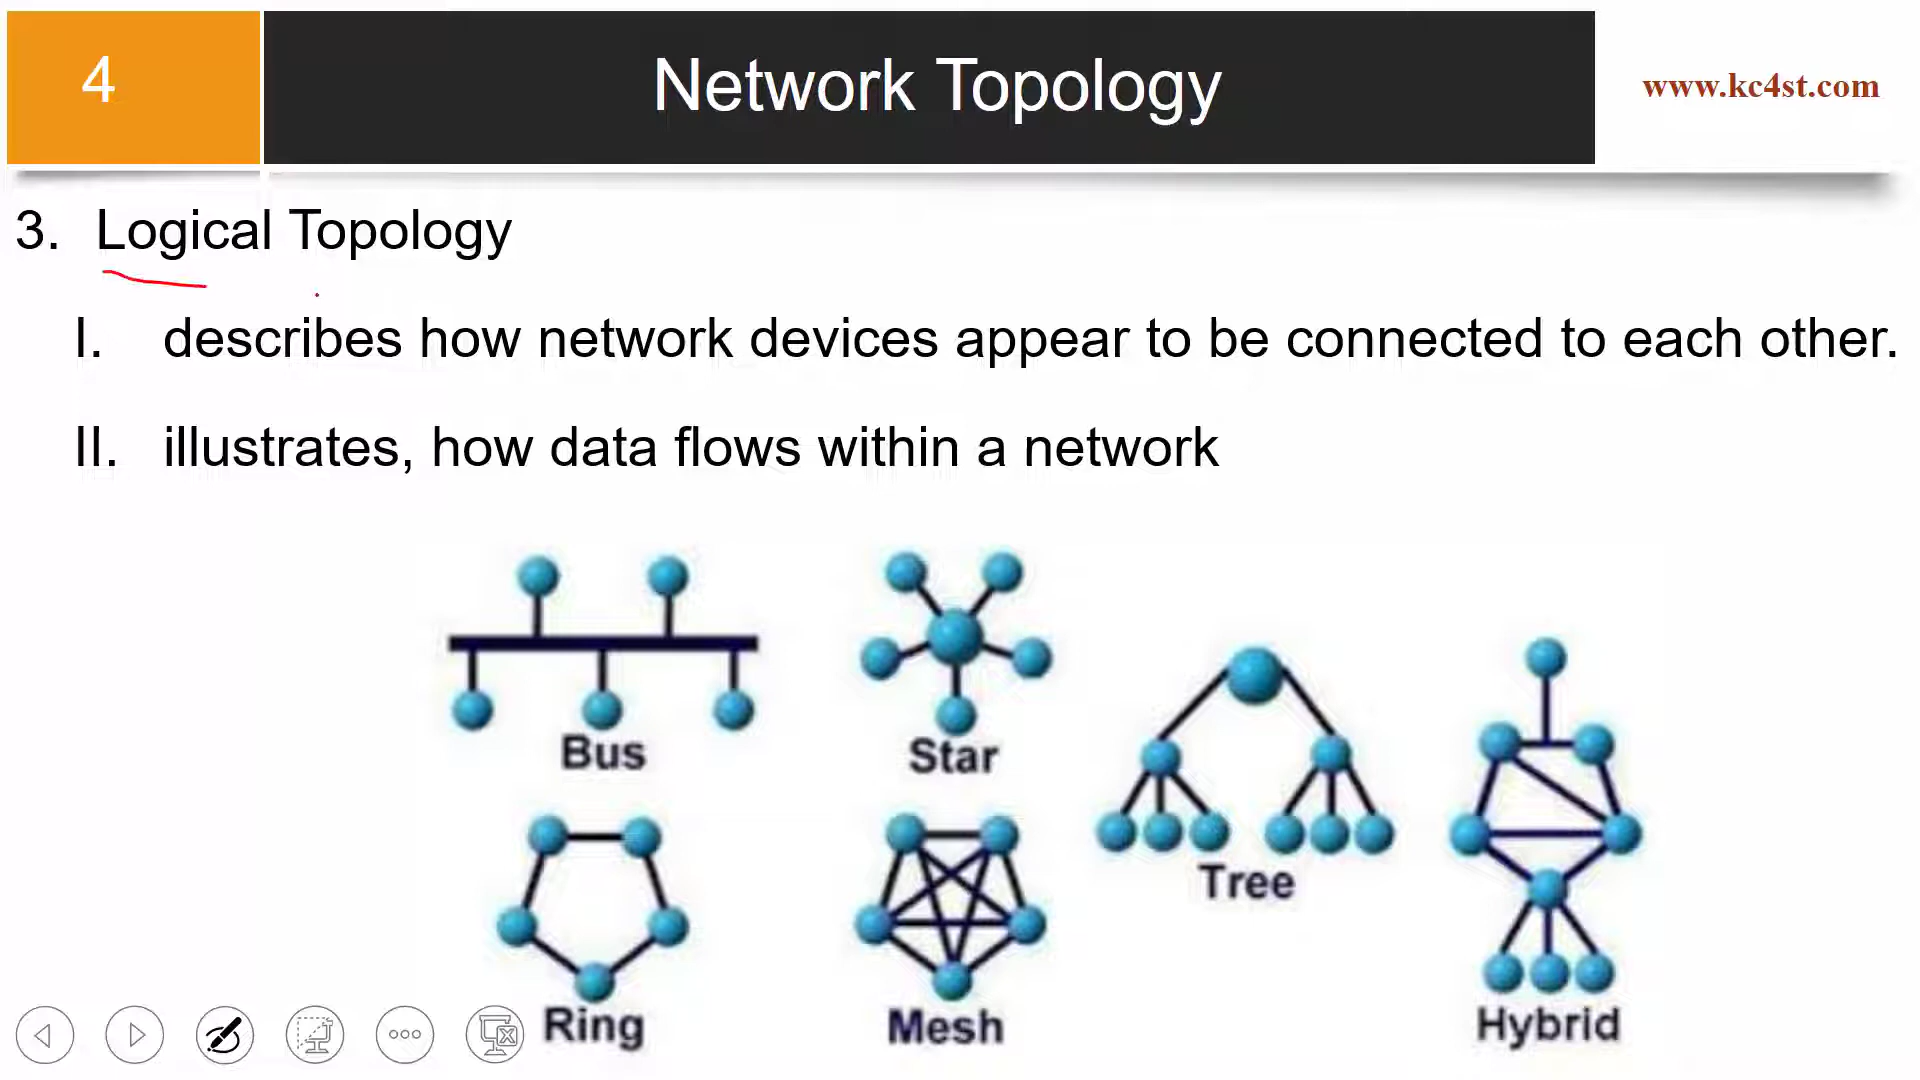 4
Network Topology
www.kc4st.com
3. Logical Topology
I. describes how network devices appear to be connected to each other.
II. illustrates, how data flows within a network
Bus
Star
Tree
Ring
Mesh
Hybrid